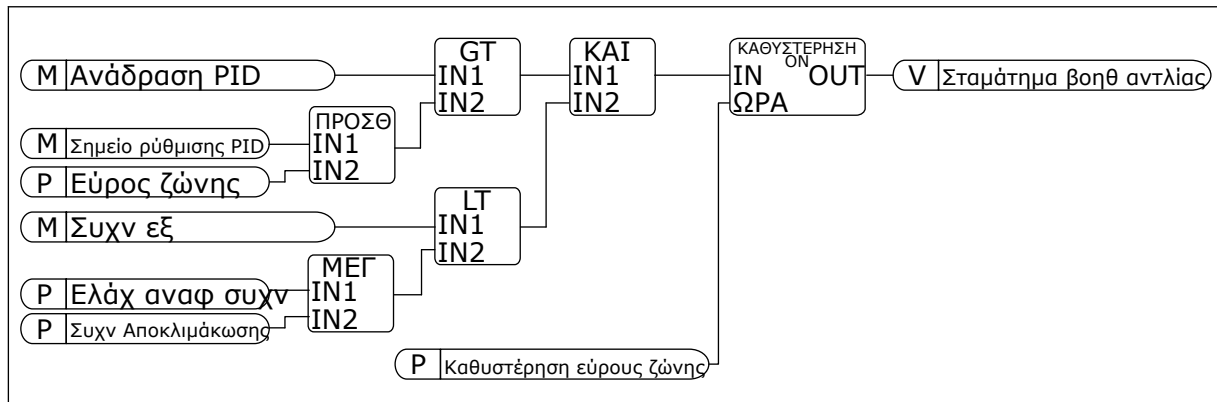 M Ανάδραση PID
M Σημείο ρύθμισης PID
P Εύρος ζώνης
M Συχν εξ
P Ελάχ αναφ συχν
P Συχν Αποκλιμάκωσης
ΠΡΟΣΘ
IN1
IN2
ΜΕΓ
IN1
IN2
GT
IN1
IN2
LT
IN1
IN2
ΚΑΙ
IN1
IN2
P Καθυστέρηση εύρους ζώνης
ΚΑΘΥΣΤΕΡΗΣΗ
ON
IN OUT
ΩΡΑ
V Σταμάτημα βοηθ αντλίας